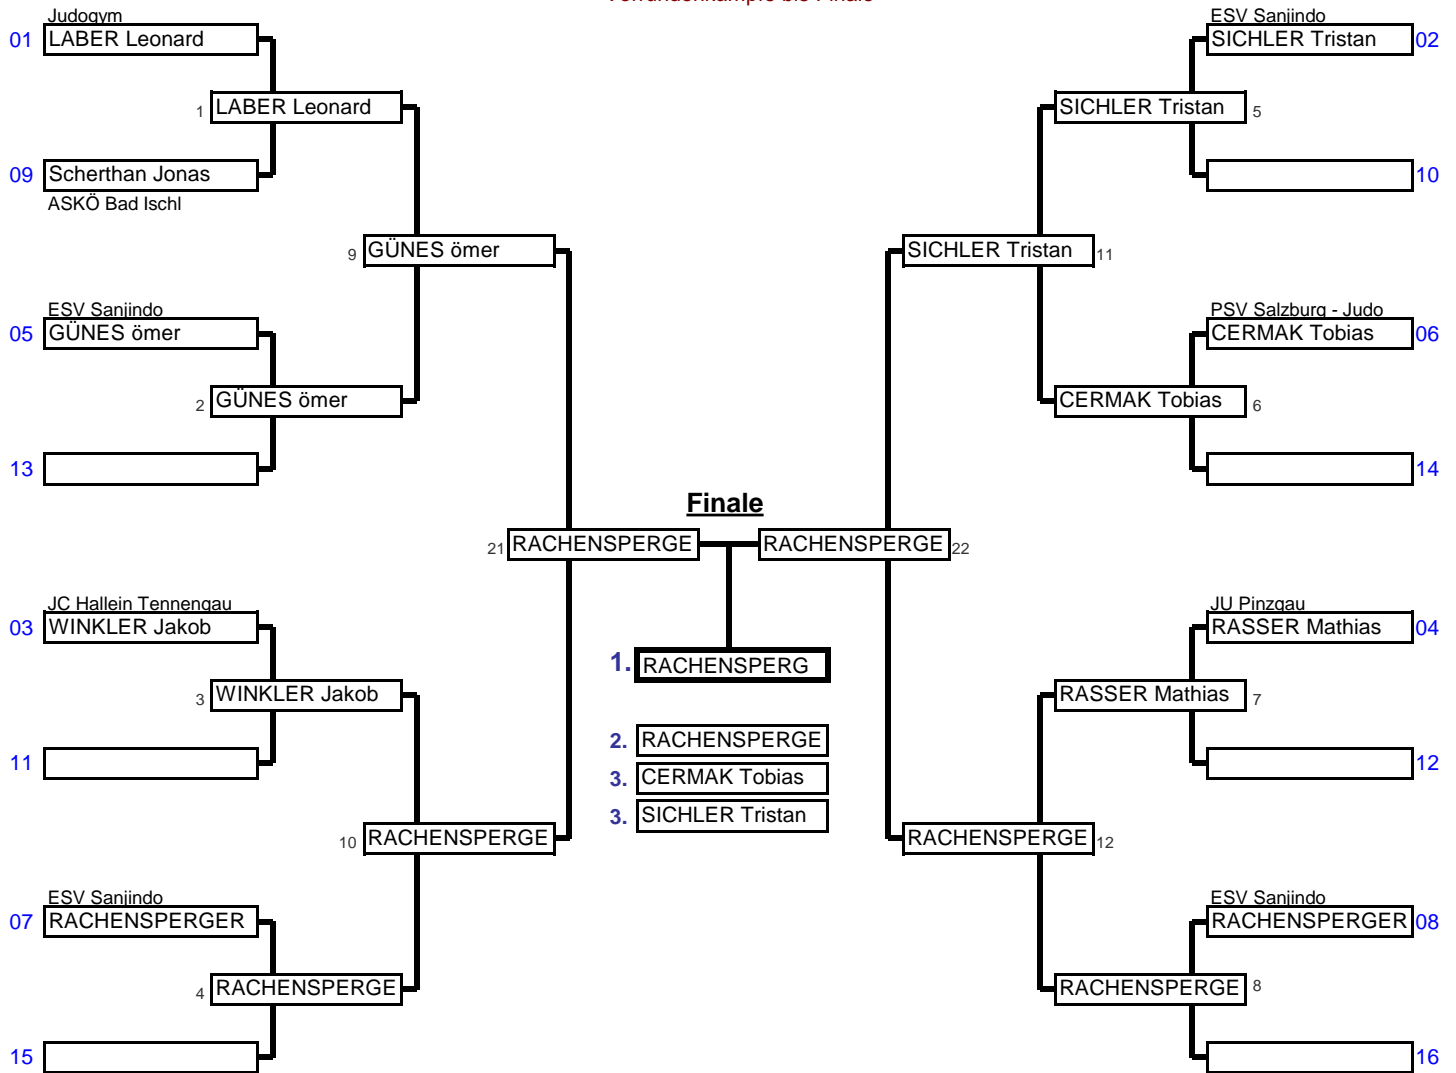 Judogym
01 LABER Leonard
1 LABER Leonard
09 Scherthan Jonas
ASKÖ Bad Ischl
9 GÜNES ömer
ESV Sanjindo
05 GÜNES ömer
2 GÜNES ömer
13
21 RACHENSPERGE
JC Hallein Tennengau
03 WINKLER Jakob
3 WINKLER Jakob
11
10 RACHENSPERGE
ESV Sanjindo
07 RACHENSPERGER
4 RACHENSPERGE
15
Finale
1. RACHENSPERG
2. RACHENSPERGE
3. CERMAK Tobias
3. SICHLER Tristan
ESV Sanjindo
SICHLER Tristan 02
SICHLER Tristan 5
10
SICHLER Tristan 11
PSV Salzburg - Judo
CERMAK Tobias 06
CERMAK Tobias 6
14
RACHENSPERGE 22
JU Pinzgau
RASSER Mathias 04
RASSER Mathias 7
12
RACHENSPERGE 12
ESV Sanjindo
RACHENSPERGER 08
RACHENSPERGE 8
16